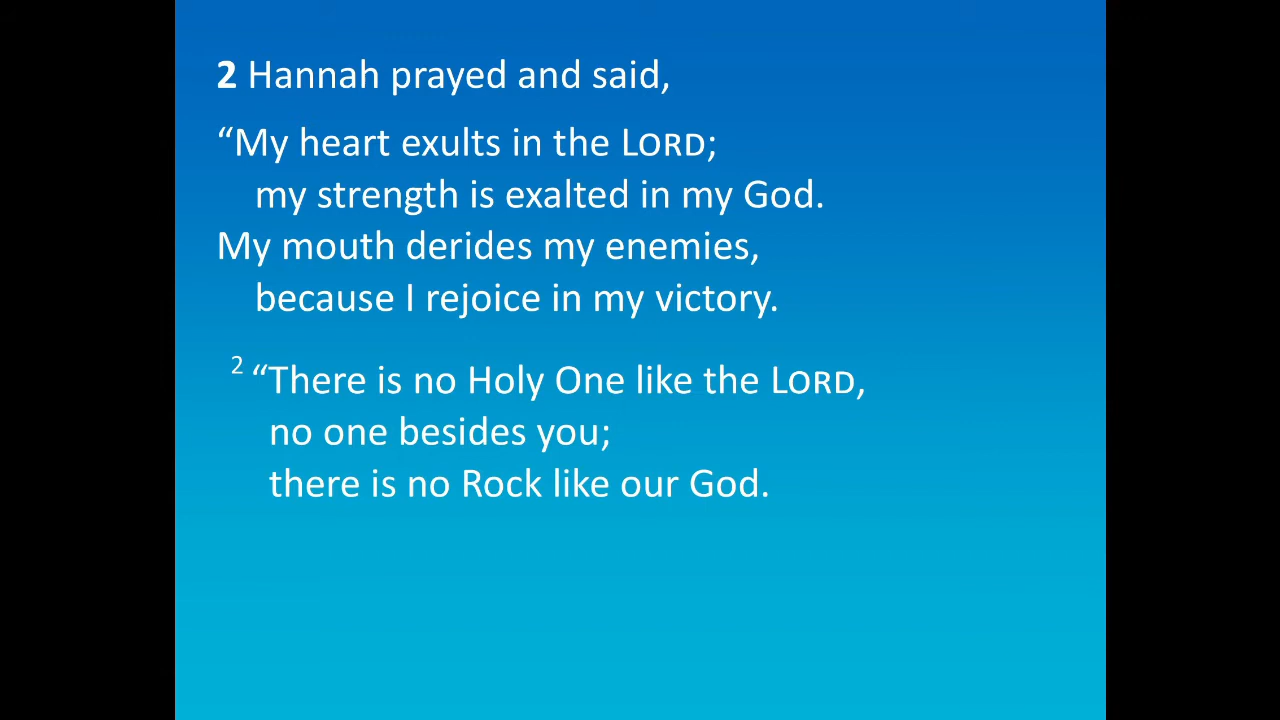 2 Hannah prayed and said,
“My heart exults in the LORD;
my strength is exalted in my God.
My mouth derides my enemies,
because I rejoice in my victory.
2 “There is no Holy One like the LORD,
no one besides you;
there is no Rock like our God.